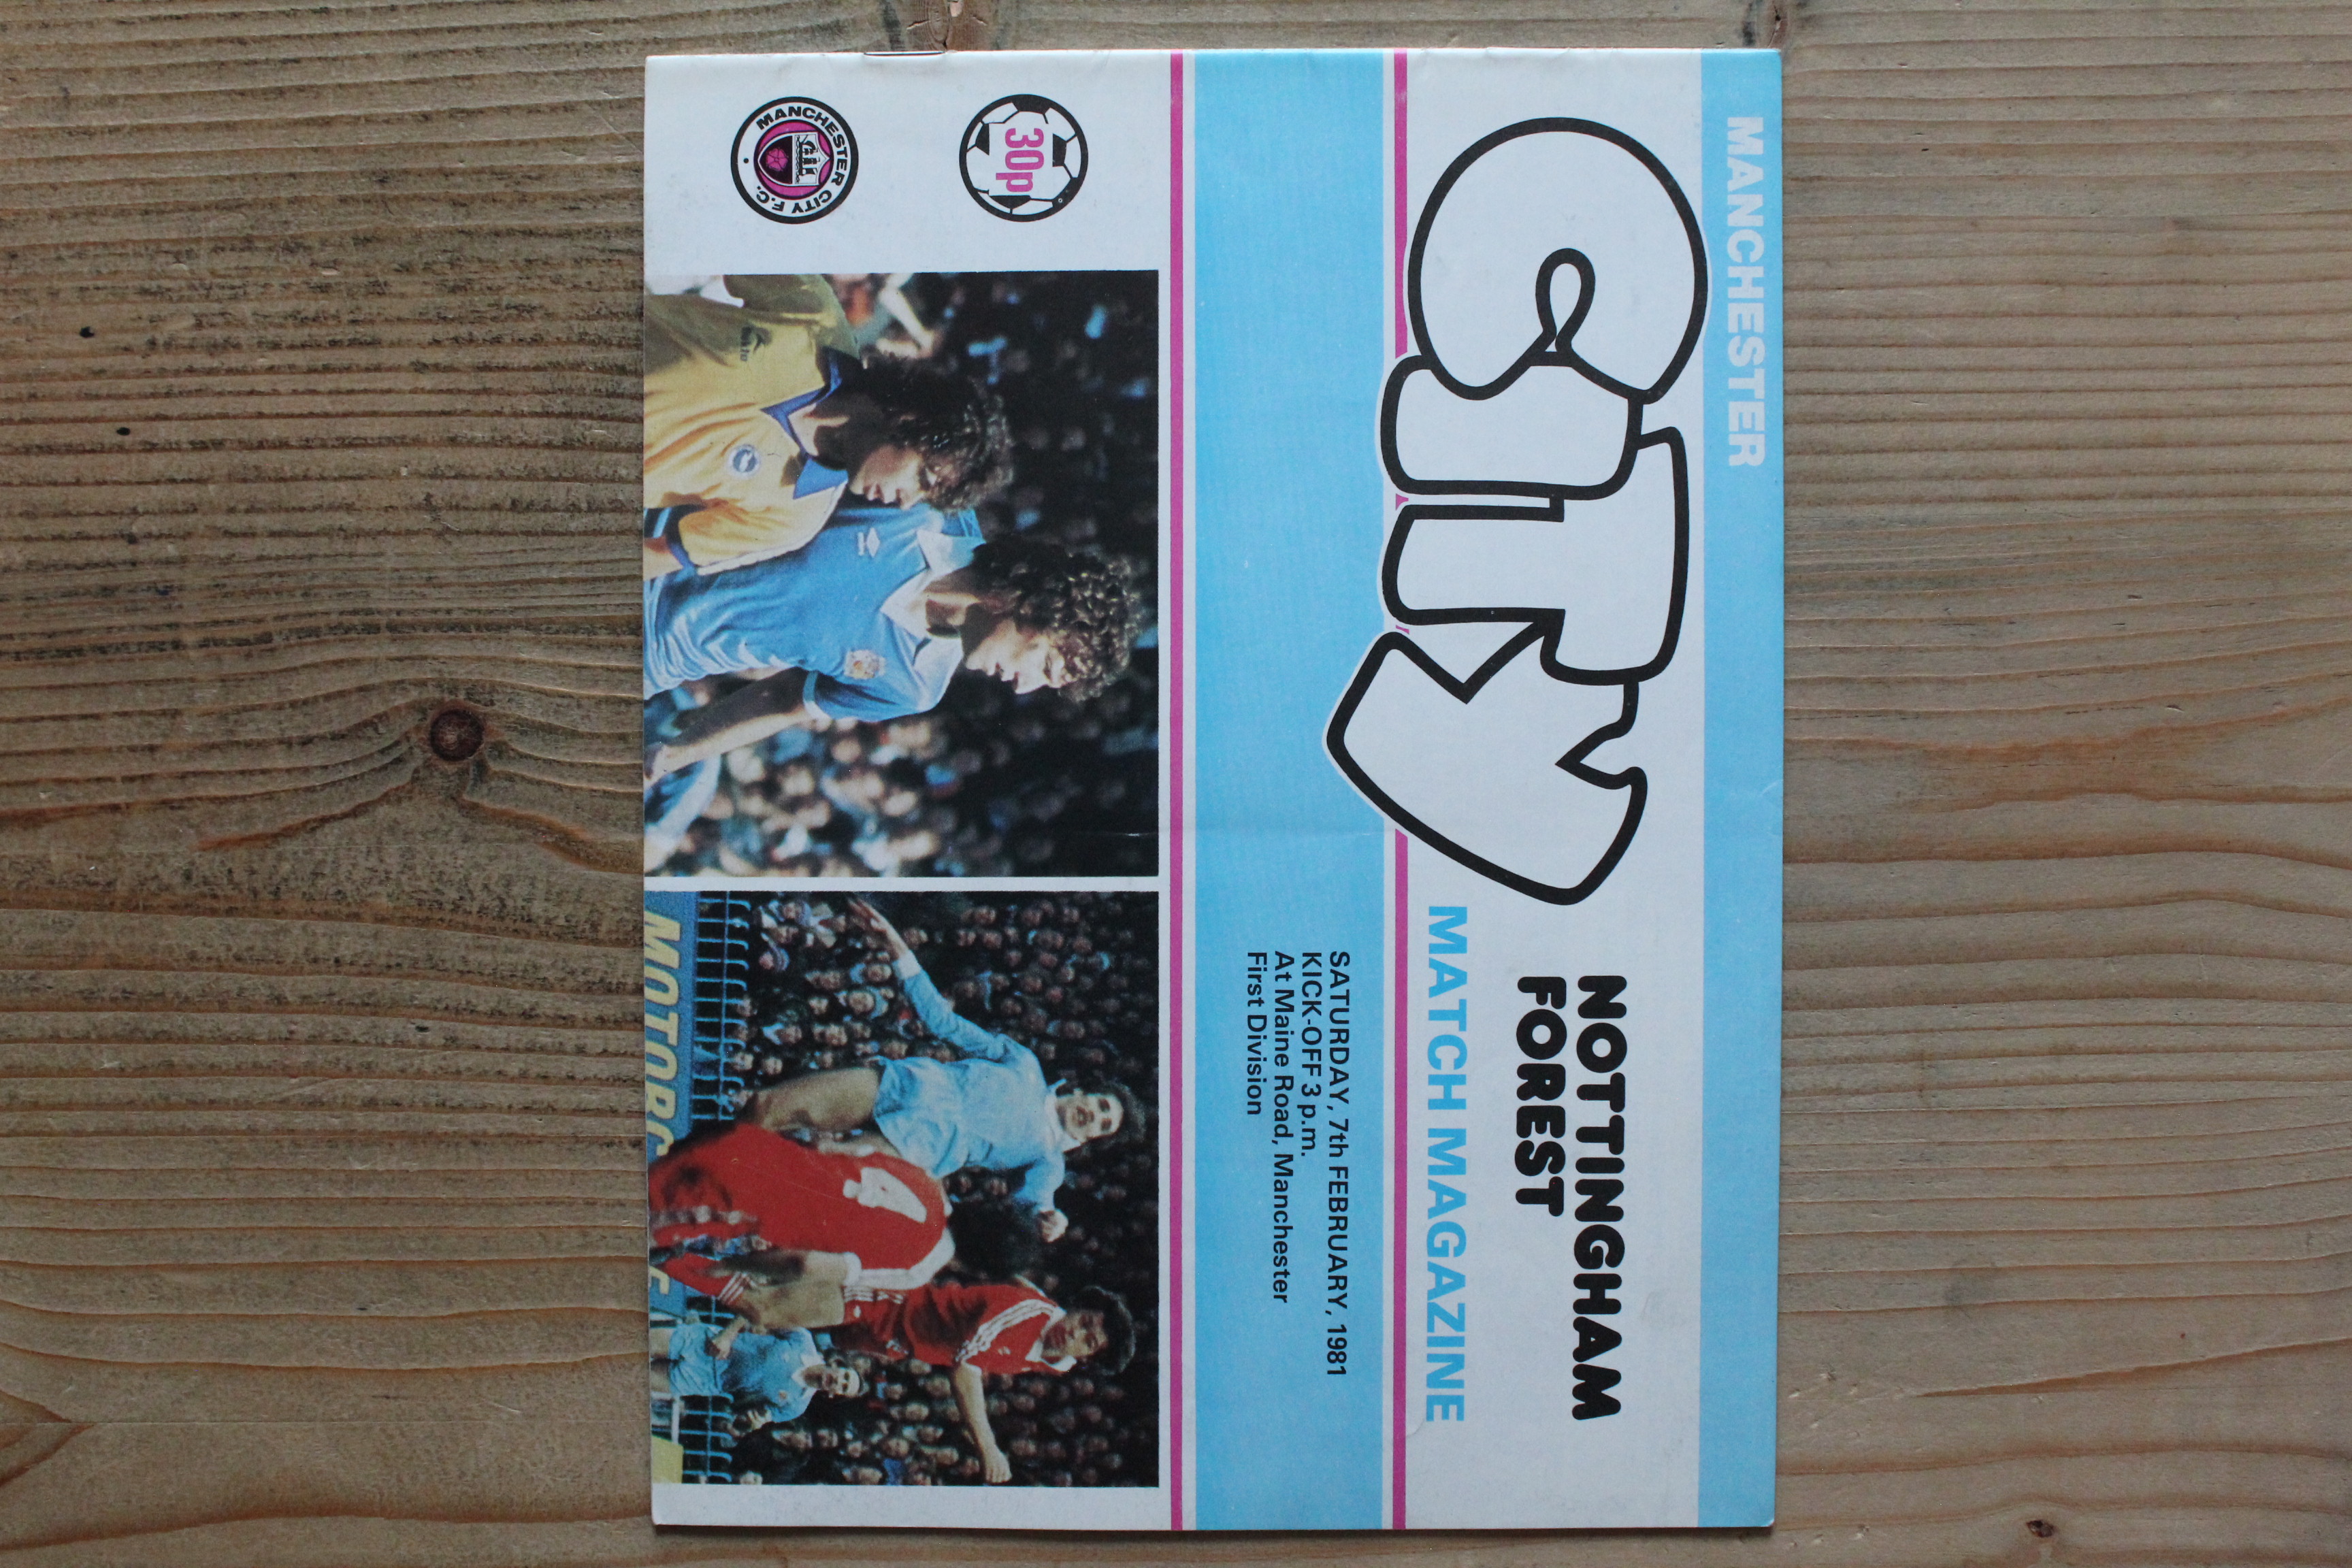 MANCHESTER
CITY
NOTTINGHAM
FOREST
MATCH MAGAZINE
SATURDAY, 7th FEBRUARY, 1981
KICK-OFF 3 p.m.
At Maine Road, Manchester
First Division
30p
MANCHESTER CITY F.C.
MOTORC